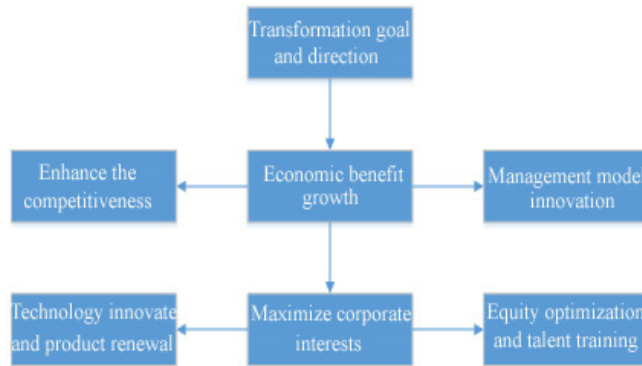 Transformation goal
and direction
Enhance the
competitiveness
Economic benefit
growth
Management mode
innovation
Technology innovate
and product renewal
Maximize corporate
interests
Equity optimization
and talent training